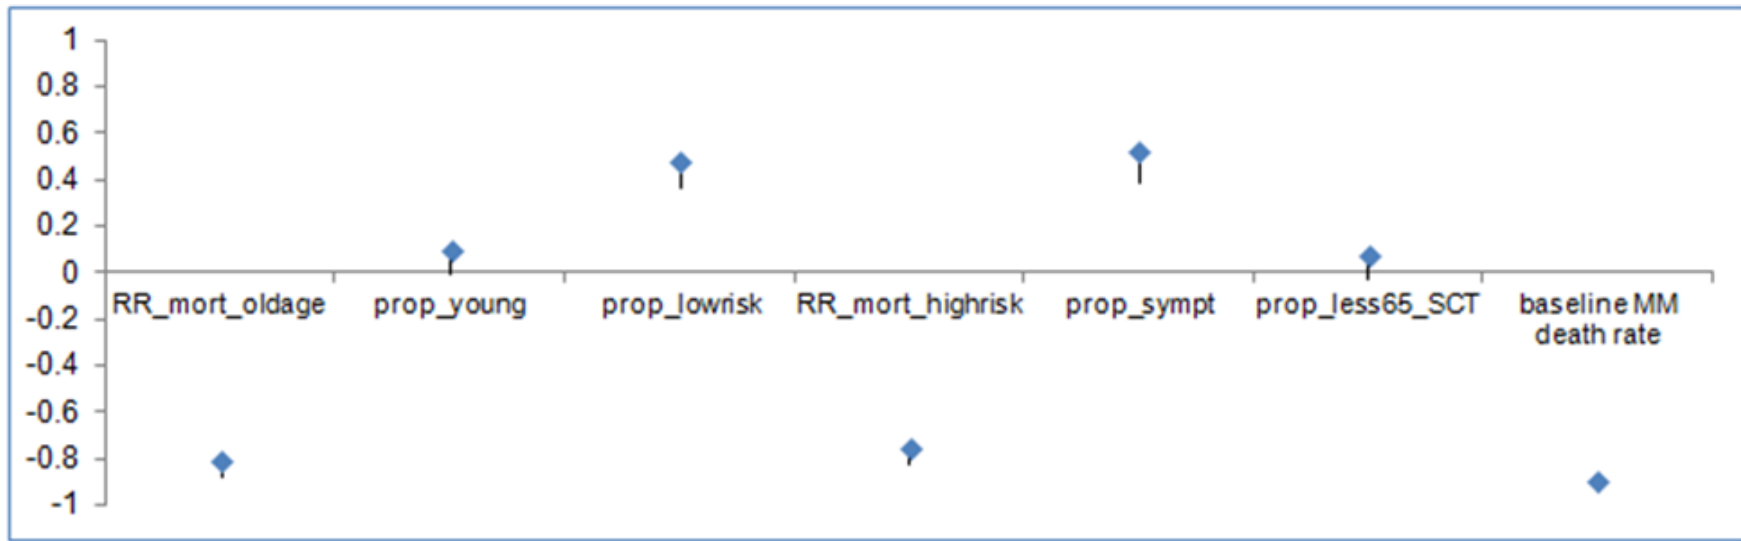 1
0.8
0.6
0.4
0.2
0
-0.2
-0.4
-0.6
-0.8
-1
RR_mort_oldage
prop_young
prop_lowrisk
RR_mort_highrisk
prop_sympt
prop_less65_SCT
baseline MM
death rate